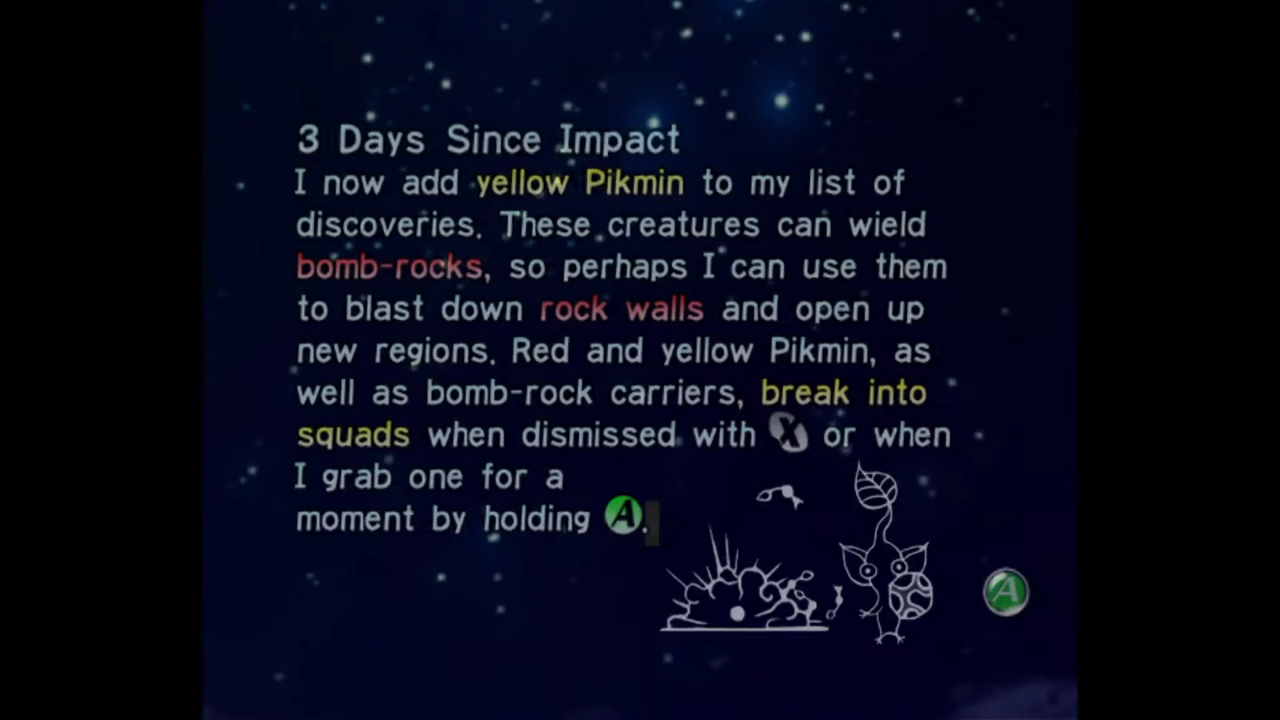 3 Days Since Impact
I now add yellow Pikmin to my list of
discoveries. These creatures can wield
bomb-rocks, so perhaps I can use them
to blast down rock walls and open up
new regions. Red and yellow Pikmin, as
well as bomb-rock carriers, break into
squads when dismissed with X or when
I grab one for a
moment by holding A.
A